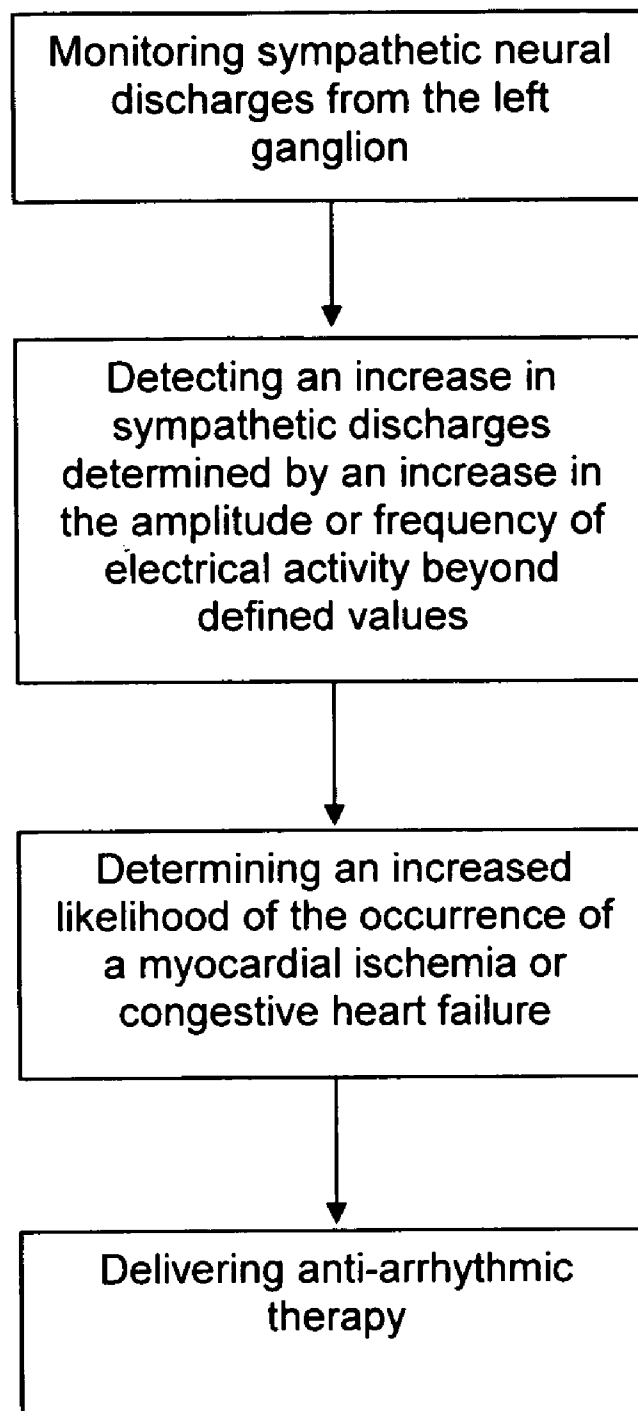 Monitoring sympathetic neural
discharges from the left
ganglion
Detecting an increase in
sympathetic discharges
determined by an increase in
the amplitude or frequency of
electrical activity beyond
defined values
Determining an increased
likelihood of the occurrence of
a myocardial ischemia or
congestive heart failure
Delivering anti-arrhythmic
therapy